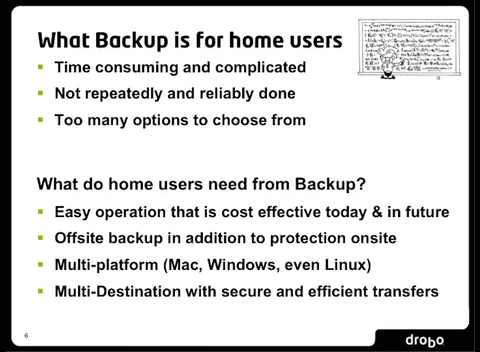 What Backup is for home users
Time consuming and complicated
Not repeatedly and reliably done
Too many options to choose from
What do home users need from Backup?
Easy operation that is cost effective today & in future
Offsite backup in addition to protection onsite
Multi-platform (Mac, Windows, even Linux)
Multi-Destination with secure and efficient transfers
6
drobo